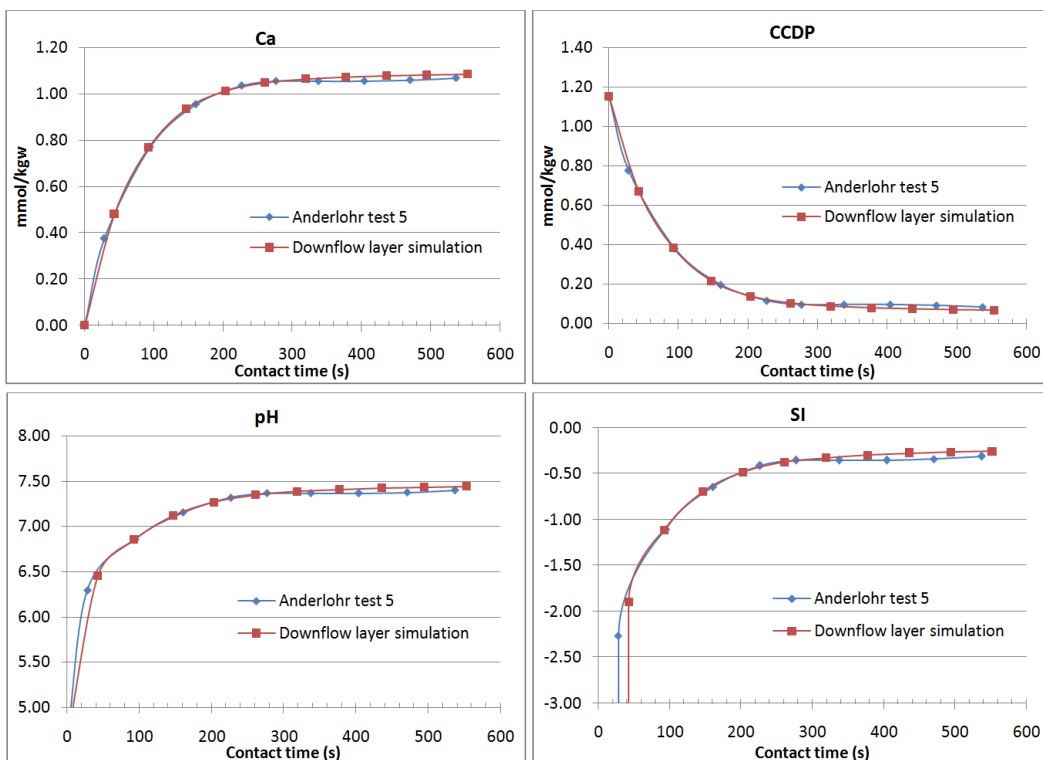 Ca
1.20
1.00
0.80
0.60
0.40
0.20
0.00
mmol/kgw
Anderlohr test 5
Downflow layer simulation
0 100 200 300 400 500 600
Contact time (s)
CCDP
1.40
1.20
1.00
0.80
0.60
0.40
0.20
0.00
mmol/kgw
Anderlohr test 5
Downflow layer simulation
0 100 200 300 400 500 600
Contact time (s)
pH
8.00
7.50
7.00
6.50
6.00
5.50
5.00
Anderlohr test 5
Downflow layer simulation
0 100 200 300 400 500 600
Contact time (s)
SI
0.00
-0.50
-1.00
-1.50
-2.00
-2.50
-3.00
Anderlohr test 5
Downflow layer simulation
0 100 200 300 400 500 600
Contact time (s)